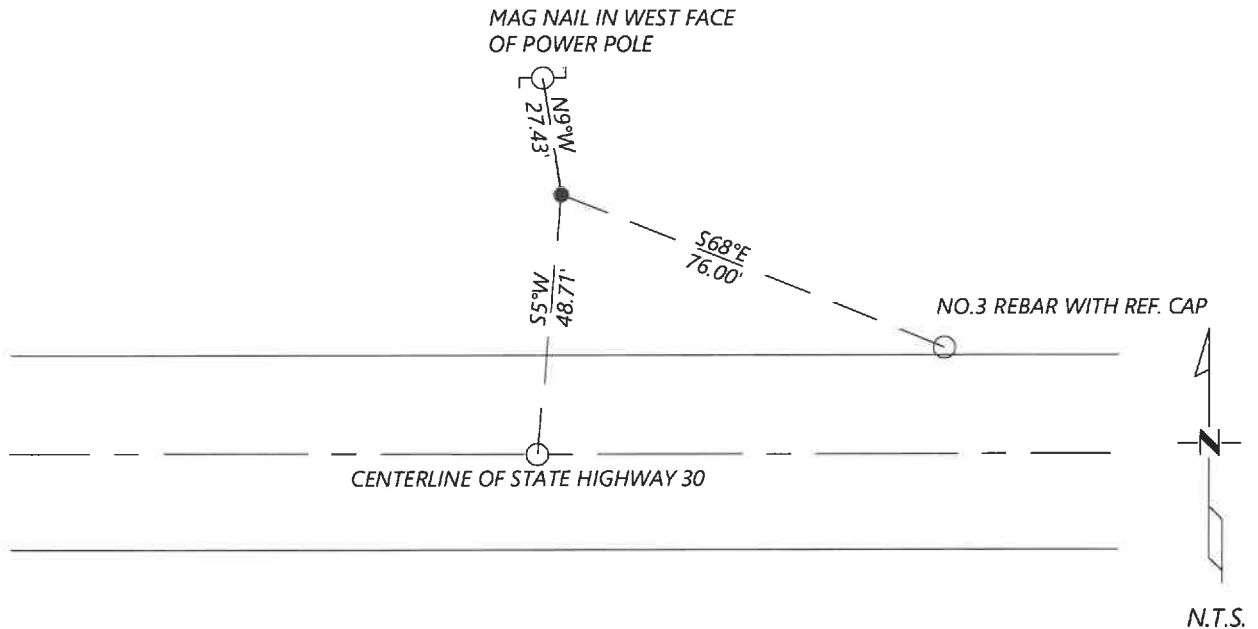 MAG NAIL IN WEST FACE
OF POWER POLE
N9°W
27.43'
S68°E
76.00'
S5°W
48.71'
NO.3 REBAR WITH REF. CAP
CENTERLINE OF STATE HIGHWAY 30
N
N.T.S.